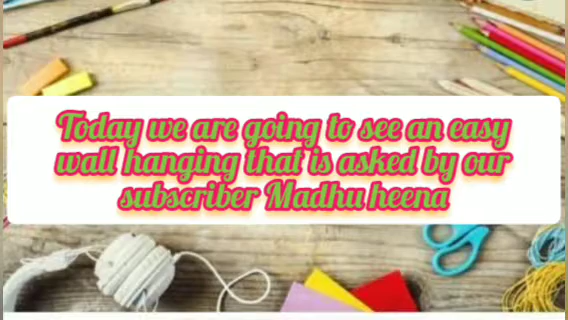 Today we are going to see an easy
wall hanging that is asked by our
subscriber Madhu heena